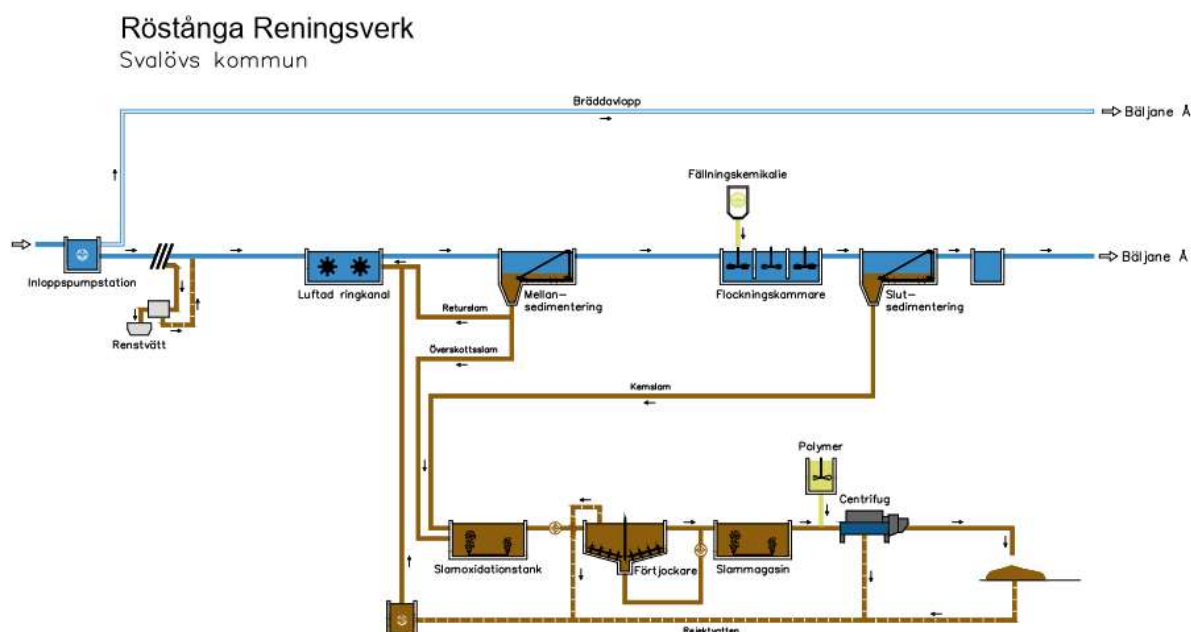 Röstånga Reningsverk
Svalövs kommun
Bräddavlopp
Bäljane Å
Fällningskemikalie
Bäljane Å
Inloppspumpstation
Luftad ringkanal
Mellan-
sedimentering
Flockningskammare
Slut-
sedimentering
Returslam
Renstvätt
Överskottsslam
Kemslam
Polymer
Centrifug
Slamoxidationstank
Förtjockare
Slammagasin
Rejektvatten